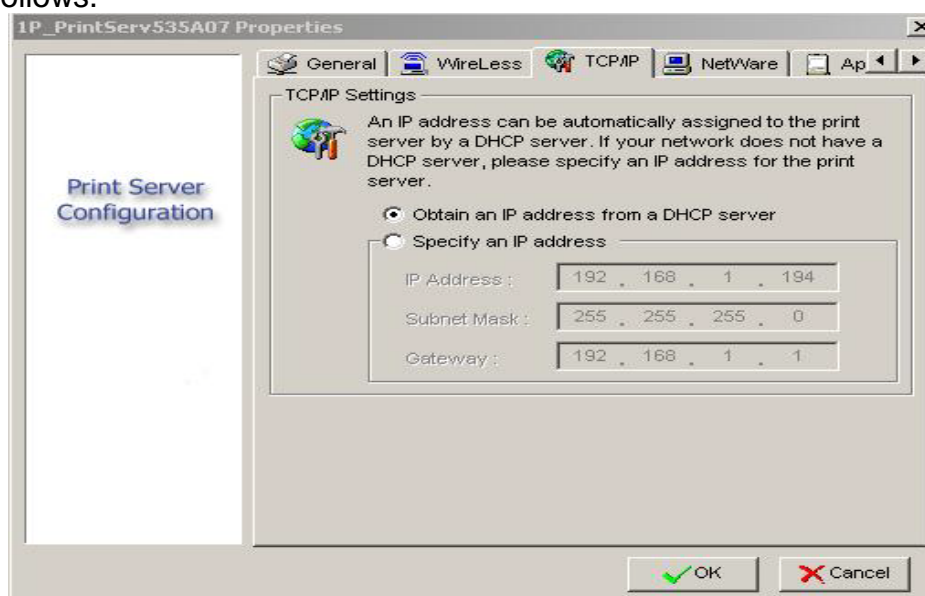 ollows:
1P_PrintServ535A07 Properties
General WireLess TCP/IP NetWare Ap
TCP/IP Settings
An IP address can be automatically assigned to the print
server by a DHCP server. If your network does not have a
DHCP server, please specify an IP address for the print
server.
Print Server
Configuration
Obtain an IP address from a DHCP server
Specify an IP address
IP Address : 192 . 168 . 1 . 194
Subnet Mask : 255 . 255 . 255 . 0
Gateway : 192 . 168 . 1 . 1
OK Cancel